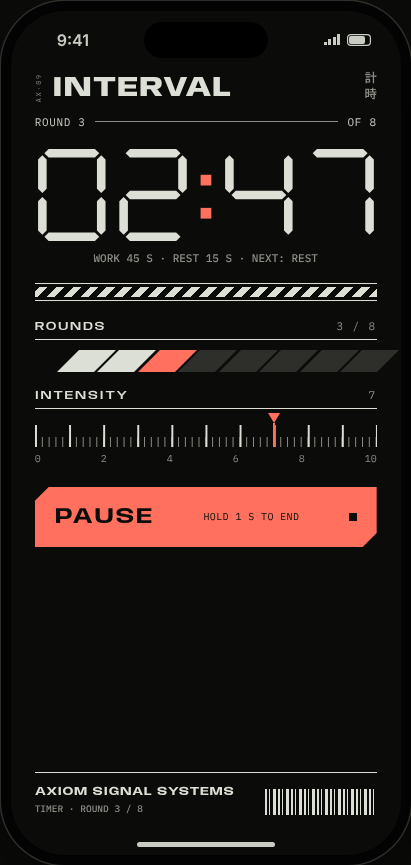 9:41
AX-09
INTERVAL
計時
ROUND 3
OF 8
02:47
WORK 45 S · REST 15 S · NEXT: REST
ROUNDS
3 / 8
INTENSITY
7
0 2 4 6 8 10
PAUSE
HOLD 1 S TO END
AXIOM SIGNAL SYSTEMS
TIMER · ROUND 3 / 8